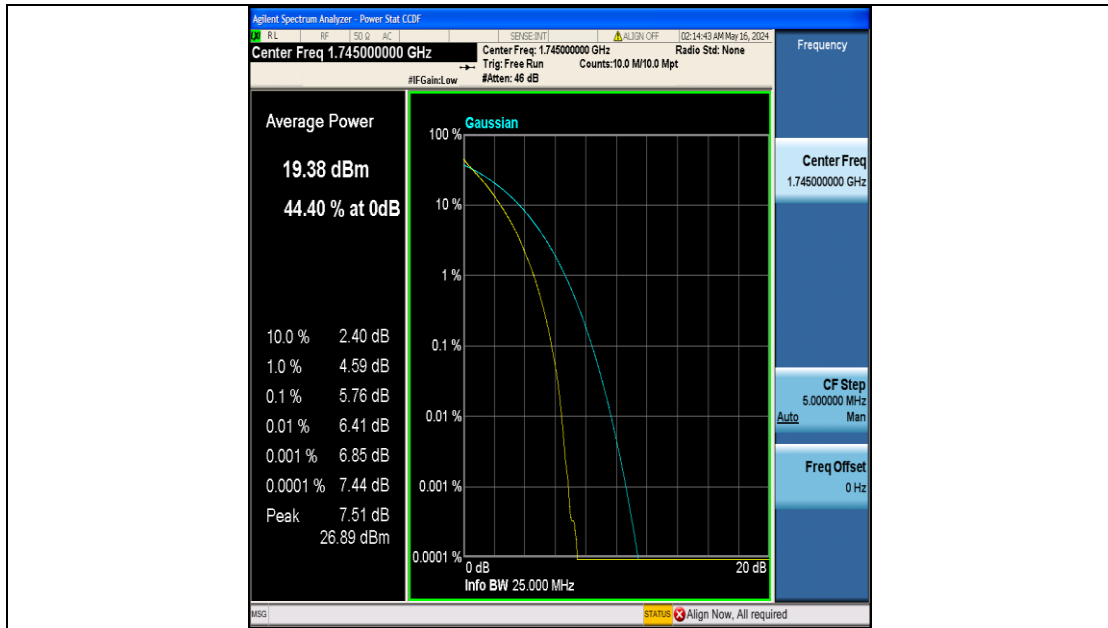 Agilent Spectrum Analyzer - Power Stat CCDF
RL RF 50 Ω AC SENSE:INT ALIGN OFF 02:14:43 AM May 16, 2024
Center Freq 1.745000000 GHz
Center Freq: 1.745000000 GHz Radio Std: None
Trig: Free Run Counts:10.0 M/10.0 Mpt
#IFGain:Low #Atten: 46 dB
Frequency
Average Power
19.38 dBm
44.40 % at 0dB
10.0 % 2.40 dB
1.0 % 4.59 dB
0.1 % 5.76 dB
0.01 % 6.41 dB
0.001 % 6.85 dB
0.0001 % 7.44 dB
Peak 7.51 dB
26.89 dBm
Gaussian
100 %
10 %
1 %
0.1 %
0.01 %
0.001 %
0.0001 %
0 dB 20 dB
Info BW 25.000 MHz
Center Freq
1.745000000 GHz
CF Step
5.000000 MHz
Auto Man
Freq Offset
0 Hz
MSG STATUS Align Now, All required